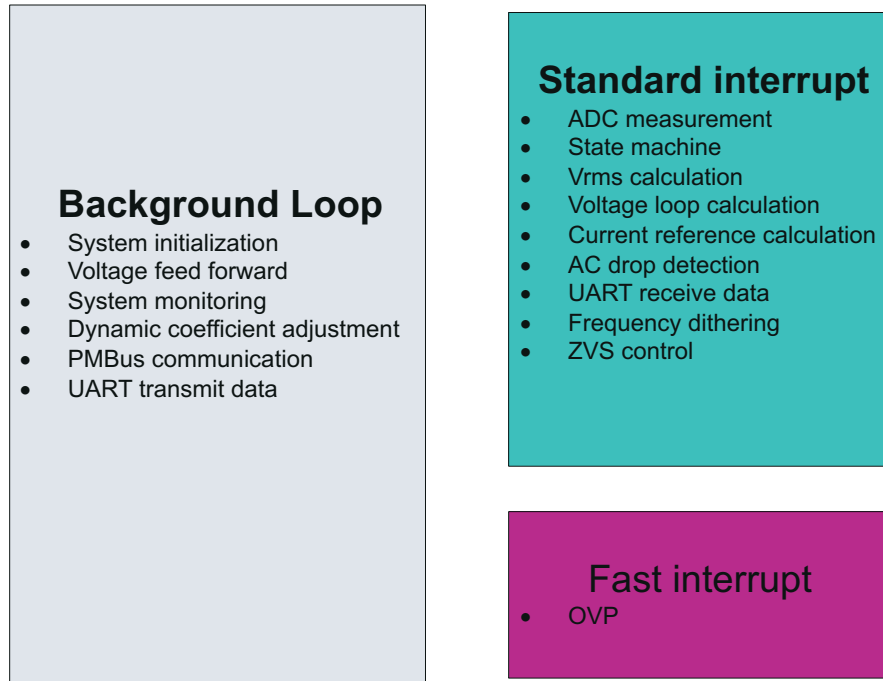 Background Loop
• System initialization
• Voltage feed forward
• System monitoring
• Dynamic coefficient adjustment
• PMBus communication
• UART transmit data
Standard interrupt
• ADC measurement
• State machine
• Vrms calculation
• Voltage loop calculation
• Current reference calculation
• AC drop detection
• UART receive data
• Frequency dithering
• ZVS control
Fast interrupt
• OVP